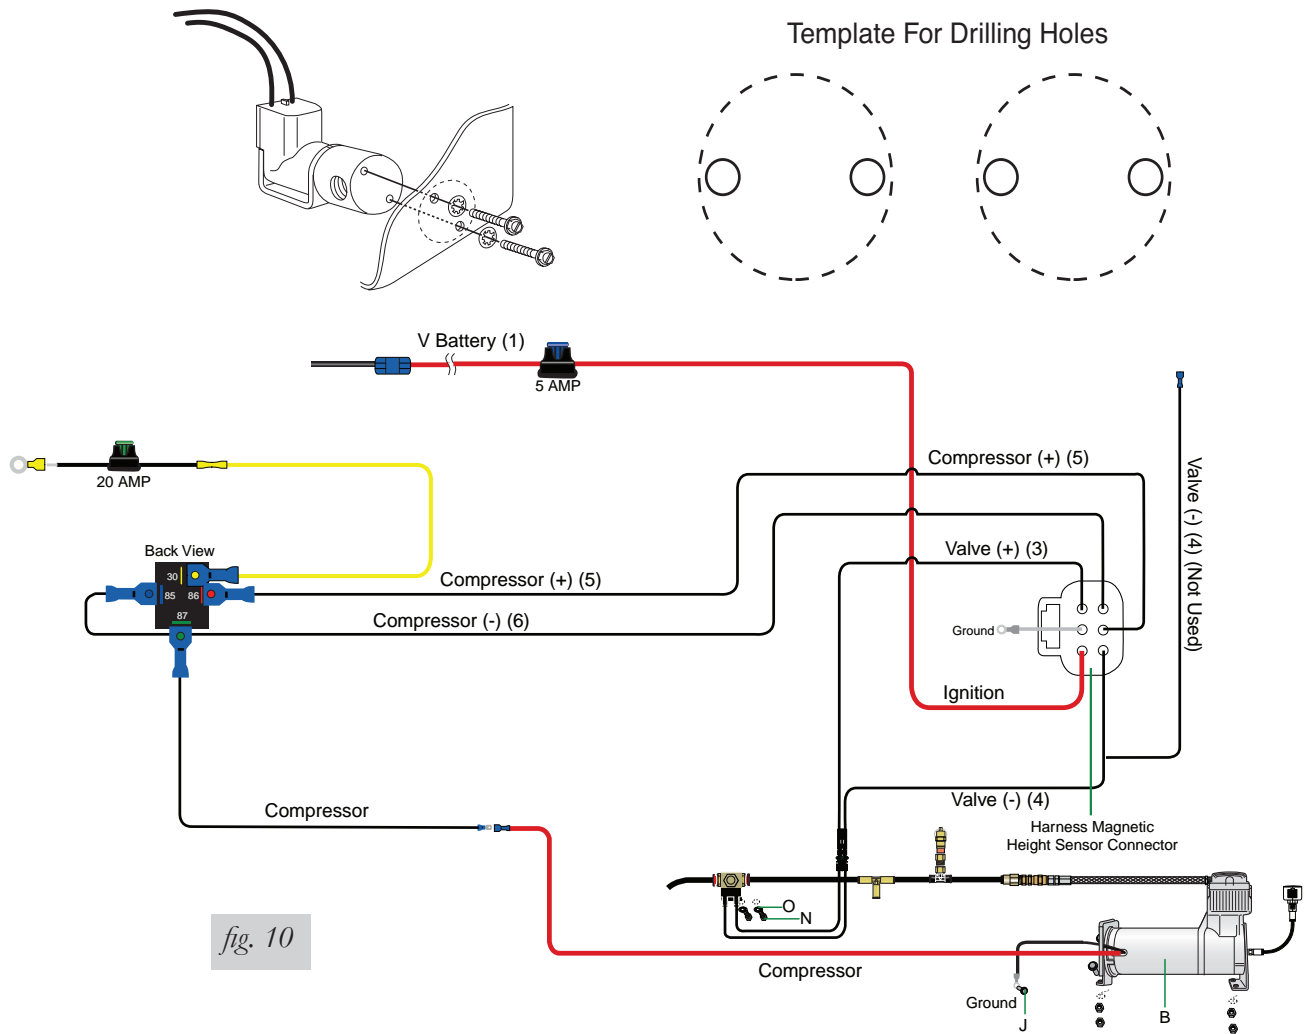 Template For Drilling Holes
V Battery (1)
5 AMP
20 AMP
Compressor (+) (5)
Valve (-) (4) (Not Used)
Back View
30
85
86
87
Compressor (+) (5)
Valve (+) (3)
Compressor (-) (6)
Ground
Ignition
Compressor
Valve (-) (4)
Harness Magnetic
Height Sensor Connector
O
N
fig. 10
Compressor
Ground
J
B